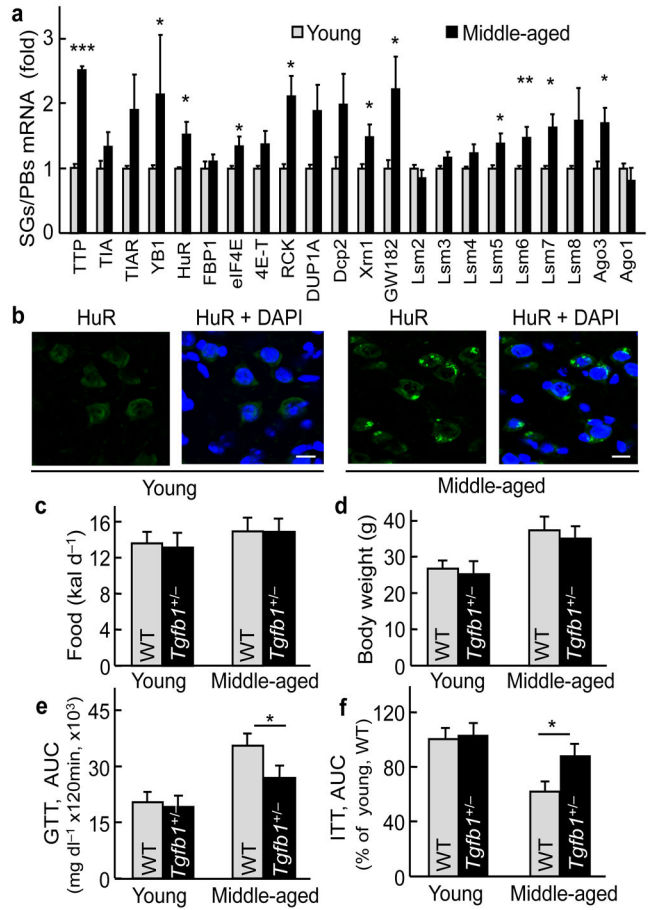 a
SGs/PBs mRNA (fold)
3
2
1
0
Young
Middle-aged
***
*
*
*
*
*
*
*
**
*
*
TTP
TIA
TIAR
YB1
HuR
FBP1
eIF4E
4E-T
RCK
DUP1A
Dcp2
Xrn1
GW182
Lsm2
Lsm3
Lsm4
Lsm5
Lsm6
Lsm7
Lsm8
Ago3
Ago1
b
HuR
HuR + DAPI
HuR
HuR + DAPI
Young
Middle-aged
c
Food (kal d⁻¹)
16
12
8
4
0
WT
Tgfb1⁺/⁻
WT
Tgfb1⁺/⁻
Young
Middle-aged
d
Body weight (g)
40
30
20
10
0
WT
Tgfb1⁺/⁻
WT
Tgfb1⁺/⁻
Young
Middle-aged
e
GTT, AUC
(mg dl⁻¹ x120min, x10³)
45
30
15
0
*
WT
Tgfb1⁺/⁻
WT
Tgfb1⁺/⁻
Young
Middle-aged
f
ITT, AUC
(% of young, WT)
120
80
40
0
*
WT
Tgfb1⁺/⁻
WT
Tgfb1⁺/⁻
Young
Middle-aged